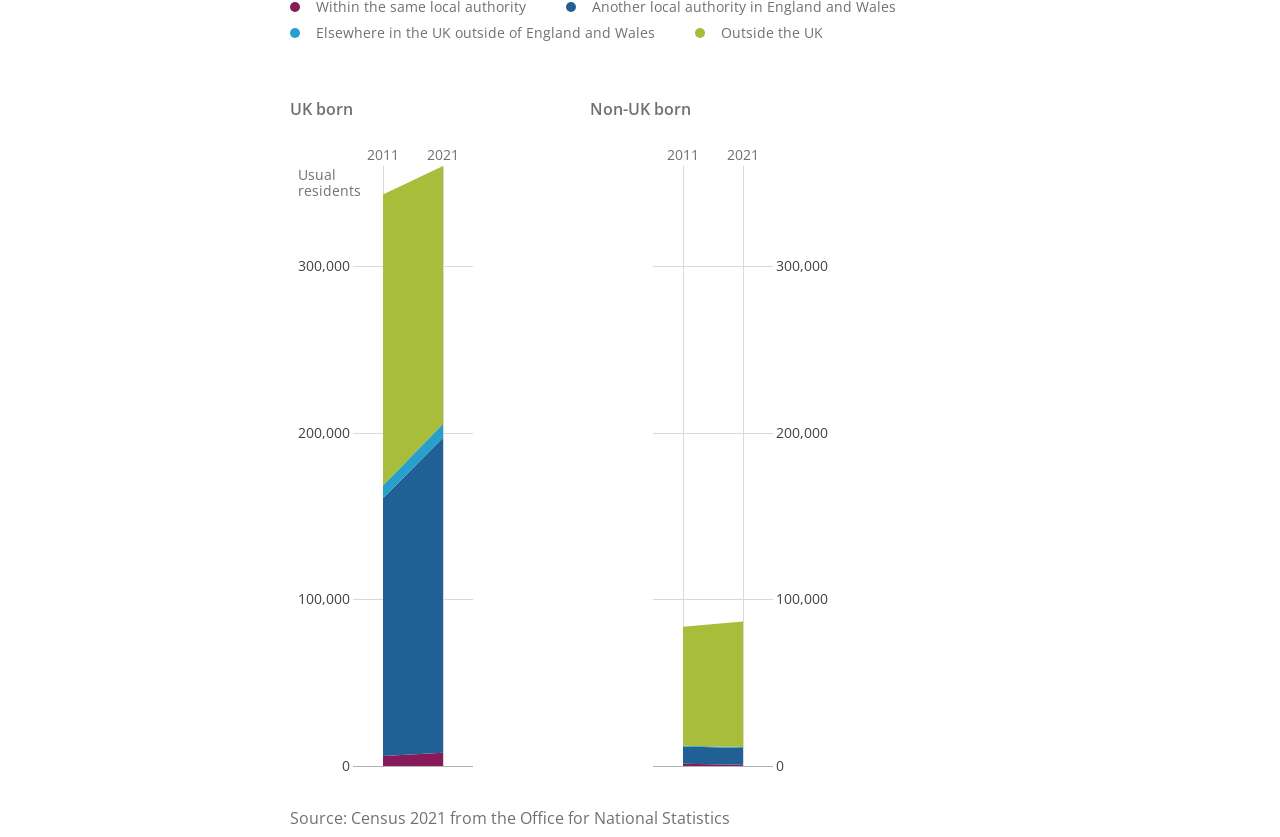 Within the same local authority Another local authority in England and Wales
Elsewhere in the UK outside of England and Wales Outside the UK
UK born Non-UK born
2011 2021 2011 2021
Usual
residents
300,000 300,000
200,000 200,000
100,000 100,000
0 0
Source: Census 2021 from the Office for National Statistics